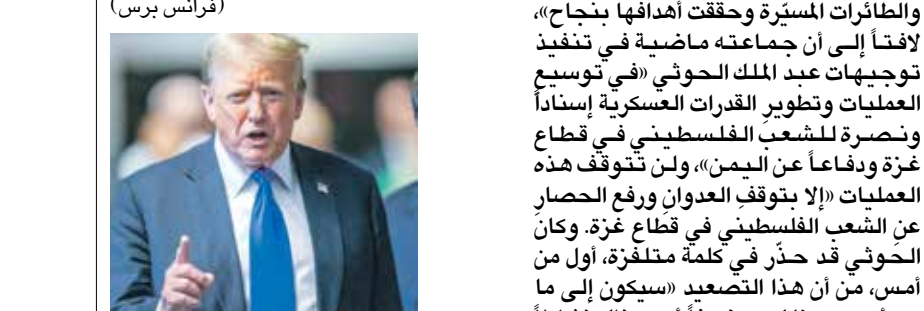 والطائرات المسيّرة وحققت أهدافها بنجاح»،
لافتاً إلى أن جماعته ماضية في تنفيذ
توجيهات عبد الملك الحوثي «في توسيعِ
العمليات وتطويرِ القدرات العسكرية إسناداً
ونصرة للشعب الفلسطيني في قطاع
غزة ودفاعاً عن اليمن»، ولن تتوقف هذه
العمليات «إلا بتوقفِ العدوانِ ورفع الحصارِ
عنِ الشعب الفلسطيني في قطاع غزة. وكان
الحوثي قد حذّر في كلمة متلفزة، أول من
أمس، من أن هذا التصعيد «سيكون إلى ما
(فرانس برس)